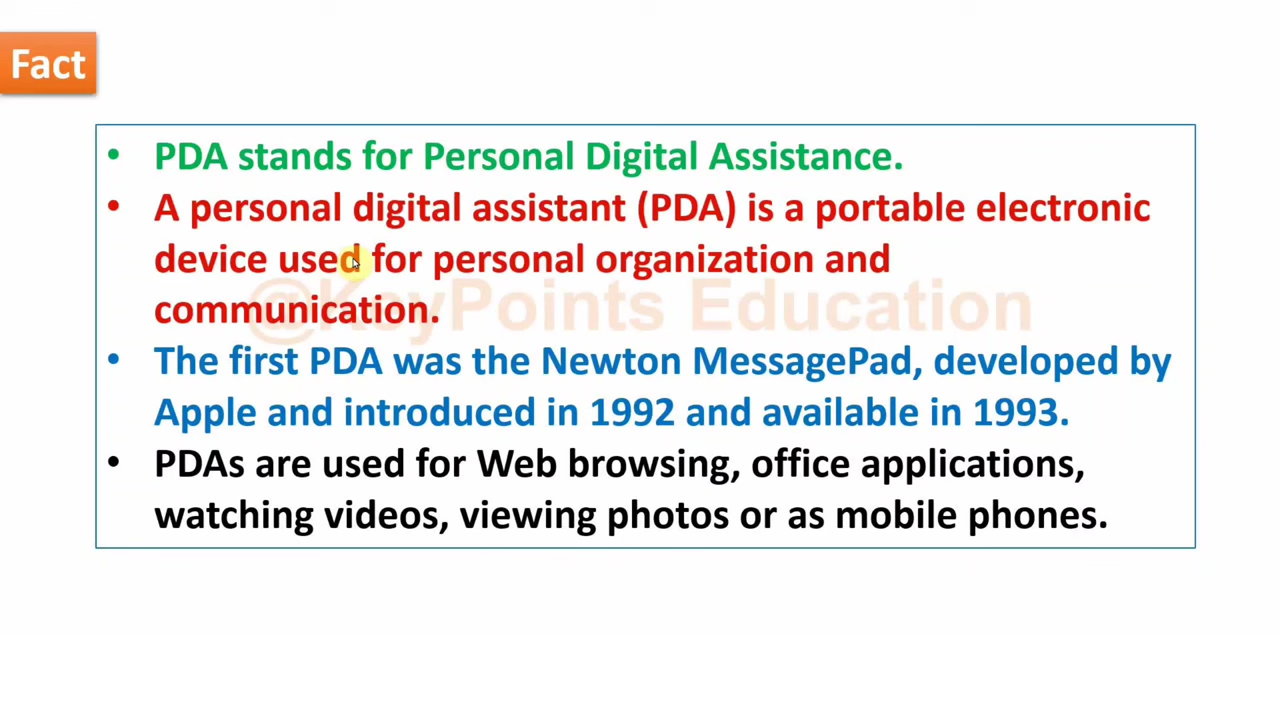 Fact
• PDA stands for Personal Digital Assistance.
• A personal digital assistant (PDA) is a portable electronic
device used for personal organization and
communication.
@KeyPoints Education
• The first PDA was the Newton MessagePad, developed by
Apple and introduced in 1992 and available in 1993.
• PDAs are used for Web browsing, office applications,
watching videos, viewing photos or as mobile phones.